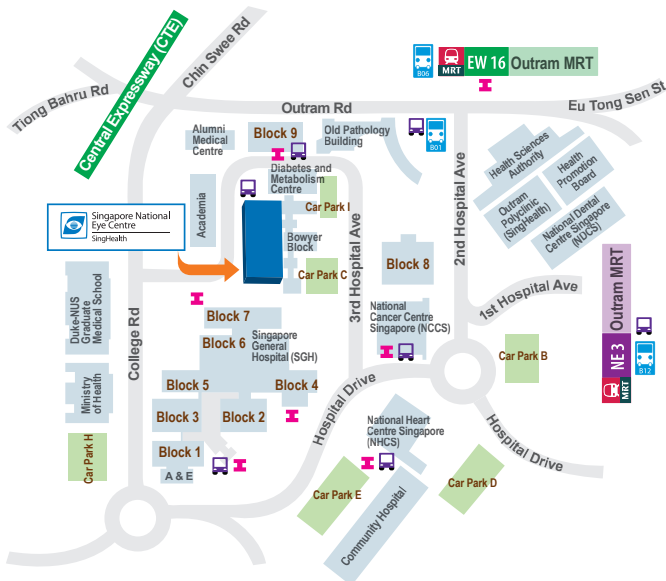 Central Expressway (CTE)
Chin Swee Rd
Tiong Bahru Rd
B06
MRT
EW 16
Outram MRT
Eu Tong Sen St
Outram Rd
Alumni
Medical
Centre
Block 9
Old Pathology
Building
B01
2nd Hospital Ave
Health Sciences
Authority
Health
Promotion
Board
Outram
Polyclinic
(SingHealth)
National Dental
Centre Singapore
(NDCS)
Diabetes and
Metabolism
Centre
Car Park I
Academia
Singapore National
Eye Centre
SingHealth
Bowyer
Block
Car Park C
3rd Hospital Ave
Block 8
1st Hospital Ave
Outram MRT
NE 3
MRT
B12
Duke-NUS
Graduate
Medical School
College Rd
Block 7
Block 6
Singapore
General
Hospital (SGH)
National
Cancer Centre
Singapore (NCCS)
Car Park B
Ministry
of Health
Block 5
Block 4
Block 3
Block 2
Hospital Drive
Car Park H
Block 1
A & E
National Heart
Centre Singapore
(NHCS)
Hospital Drive
Car Park E
Community Hospital
Car Park D